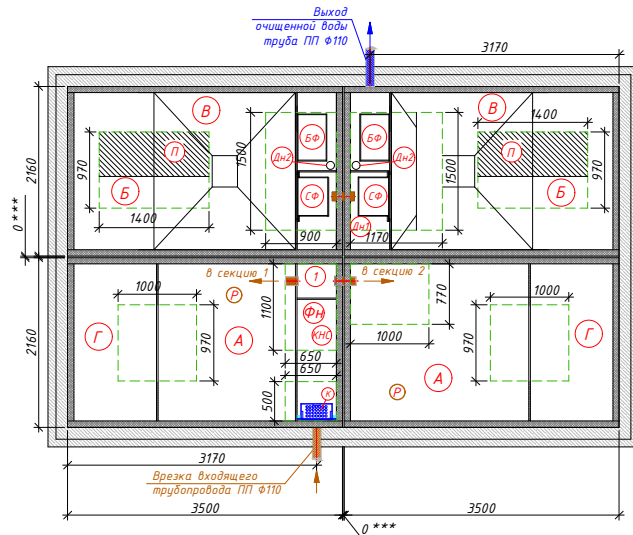 Выход
очищенной воды
труба ПП Ф110
3170
В
В
1400
1500
БФ
БФ
1500
970
П
Дн2
Дн2
П
970
2160
Б
СФ
СФ
Б
Дн1
1400
900
1170
0 ***
в секцию 1
1
в секцию 2
1000
Р
770
1000
1100
Фн
КНС
2160
Г
970
А
650
1000
970
Г
650
А
500
к
Р
3170
Врезка входящего
трубопровода ПП Ф110
3500
3500
0 ***